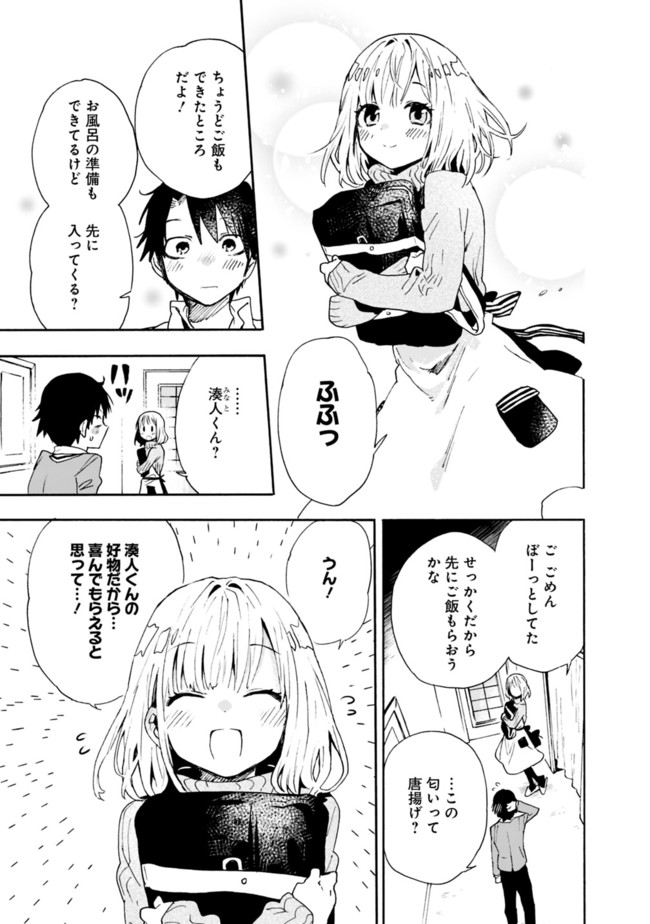 ふふっ
ちょうどご飯も
できたところ
だよ!
お風呂の準備も
できてるけど
先に
入ってくる?
……
湊人くん?
みなと
ご ごめん
ぼーっとしてた
せっかくだから
先にご飯もらおう
かな
…この
匂いって
唐揚げ?
うん!
湊人くんの
好物だから…
喜んでもらえると
思って…!